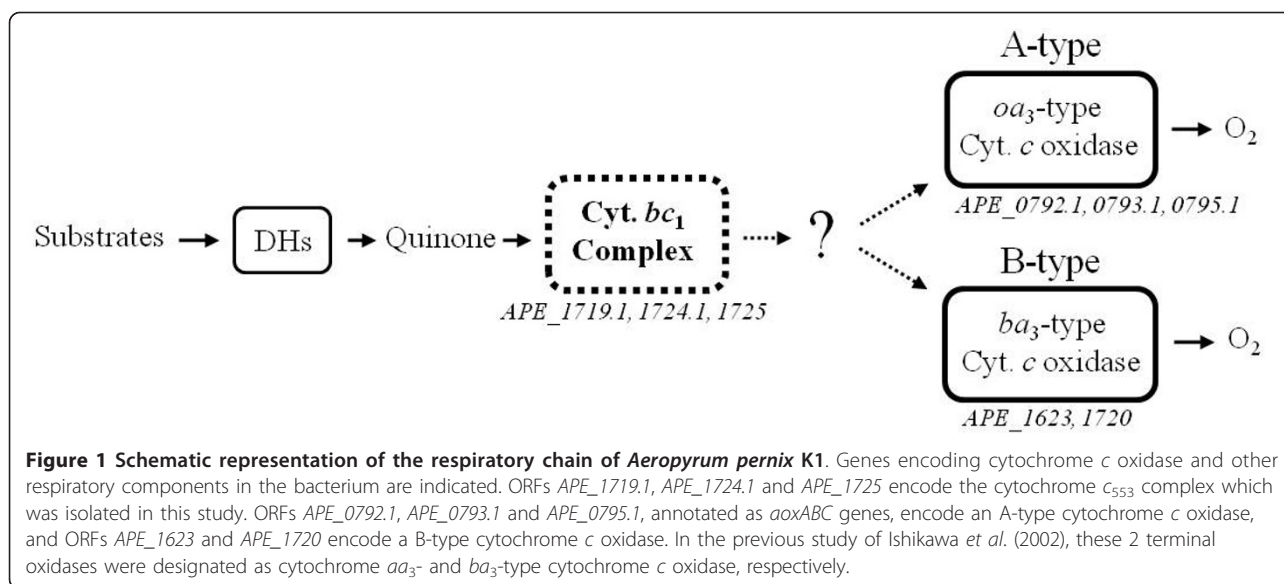 A-type
oa₃-type
Cyt. c oxidase
O₂
APE_0792.1, 0793.1, 0795.1
Substrates
DHs
Quinone
Cyt. bc₁
Complex
APE_1719.1, 1724.1, 1725
?
B-type
ba₃-type
Cyt. c oxidase
O₂
APE_1623, 1720
Figure 1 Schematic representation of the respiratory chain of Aeropyrum pernix K1. Genes encoding cytochrome c oxidase and other
respiratory components in the bacterium are indicated. ORFs APE_1719.1, APE_1724.1 and APE_1725 encode the cytochrome c₅₅₃ complex which
was isolated in this study. ORFs APE_0792.1, APE_0793.1 and APE_0795.1, annotated as aoxABC genes, encode an A-type cytochrome c oxidase,
and ORFs APE_1623 and APE_1720 encode a B-type cytochrome c oxidase. In the previous study of Ishikawa et al. (2002), these 2 terminal
oxidases were designated as cytochrome aa₃- and ba₃-type cytochrome c oxidase, respectively.